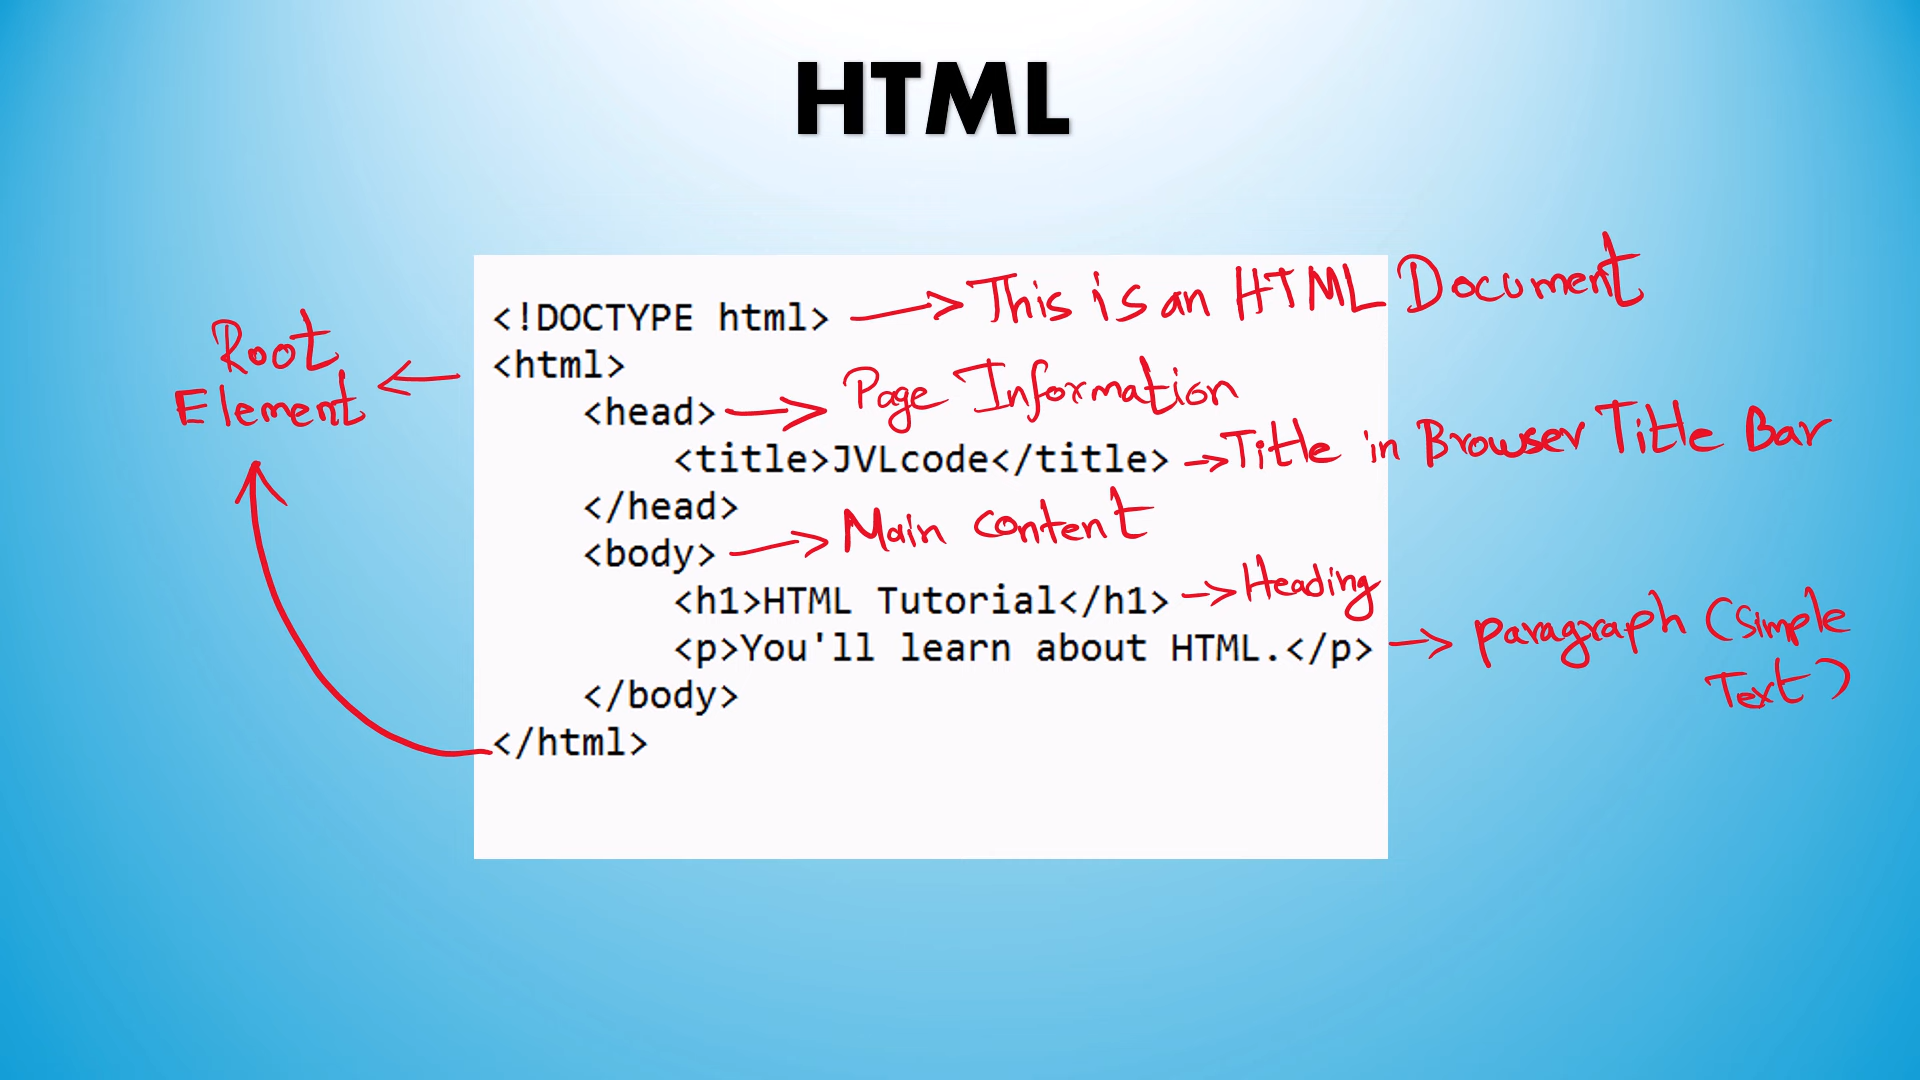 HTML
<!DOCTYPE html> This is an HTML Document
<html>
Root
Element
<head> Page Information
<title>JVLcode</title> Title in Browser Title Bar
</head>
<body> Main content
<h1>HTML Tutorial</h1> Heading
<p>You'll learn about HTML.</p> paragraph (simple
Text)
</body>
</html>